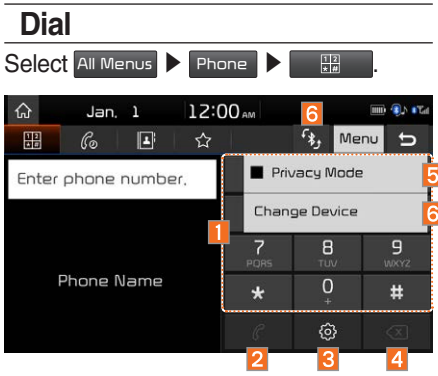 Dial
Select All Menus ▶ Phone ▶ .
Jan. 1 12:00 AM 6
Menu
Enter phone number.
Privacy Mode 5
Change Device 6
1
7 PQRS 8 TUV 9 WXYZ
Phone Name
* 0 + #
2 3 4